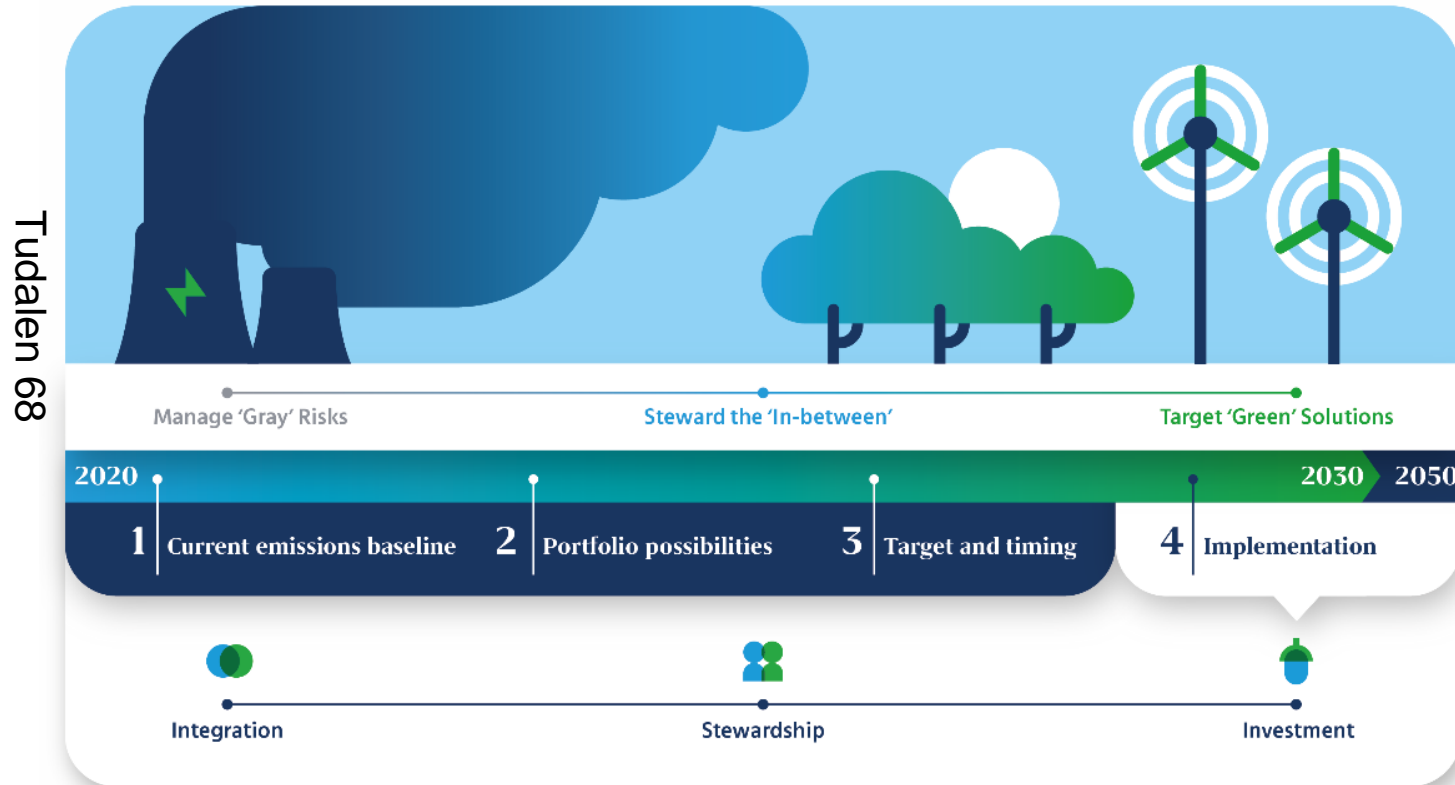 Tudalen 68
Manage ‘Gray’ Risks
Steward the ‘In-between’
Target ‘Green’ Solutions
2020
2030
2050
1 Current emissions baseline
2 Portfolio possibilities
3 Target and timing
4 Implementation
Integration
Stewardship
Investment